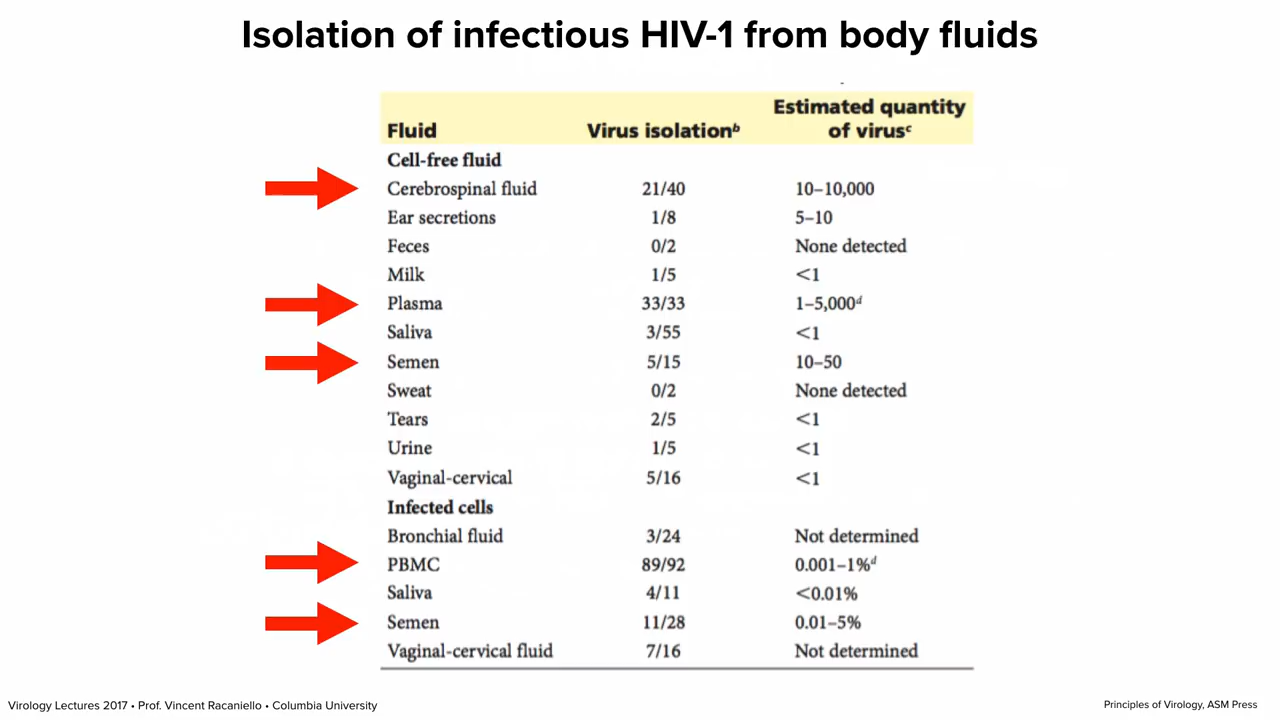 Isolation of infectious HIV-1 from body fluids
Fluid Virus isolationᵇ Estimated quantity of virusᶜ
Cell-free fluid
Cerebrospinal fluid 21/40 10–10,000
Ear secretions 1/8 5–10
Feces 0/2 None detected
Milk 1/5 <1
Plasma 33/33 1–5,000ᵈ
Saliva 3/55 <1
Semen 5/15 10–50
Sweat 0/2 None detected
Tears 2/5 <1
Urine 1/5 <1
Vaginal-cervical 5/16 <1
Infected cells
Bronchial fluid 3/24 Not determined
PBMC 89/92 0.001–1%ᵈ
Saliva 4/11 <0.01%
Semen 11/28 0.01–5%
Vaginal-cervical fluid 7/16 Not determined
Virology Lectures 2017 • Prof. Vincent Racaniello • Columbia University
Principles of Virology, ASM Press